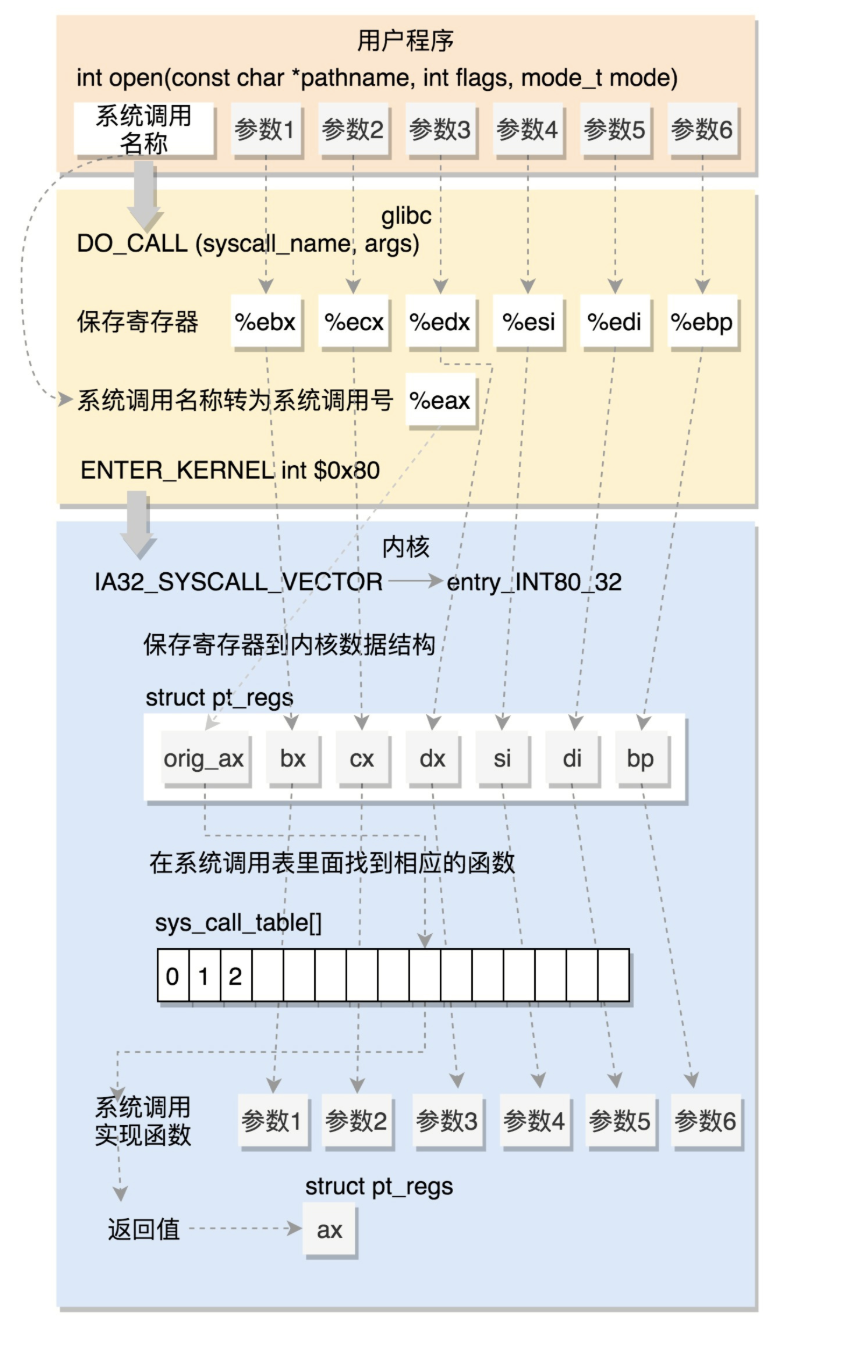 用户程序
int open(const char *pathname, int flags, mode_t mode)
系统调用
名称
参数1 参数2 参数3 参数4 参数5 参数6
glibc
DO_CALL (syscall_name, args)
保存寄存器 %ebx %ecx %edx %esi %edi %ebp
系统调用名称转为系统调用号 %eax
ENTER_KERNEL int $0x80
内核
IA32_SYSCALL_VECTOR entry_INT80_32
保存寄存器到内核数据结构
struct pt_regs
orig_ax bx cx dx si di bp
在系统调用表里面找到相应的函数
sys_call_table[]
0 1 2
系统调用
实现函数
参数1 参数2 参数3 参数4 参数5 参数6
struct pt_regs
返回值 ax